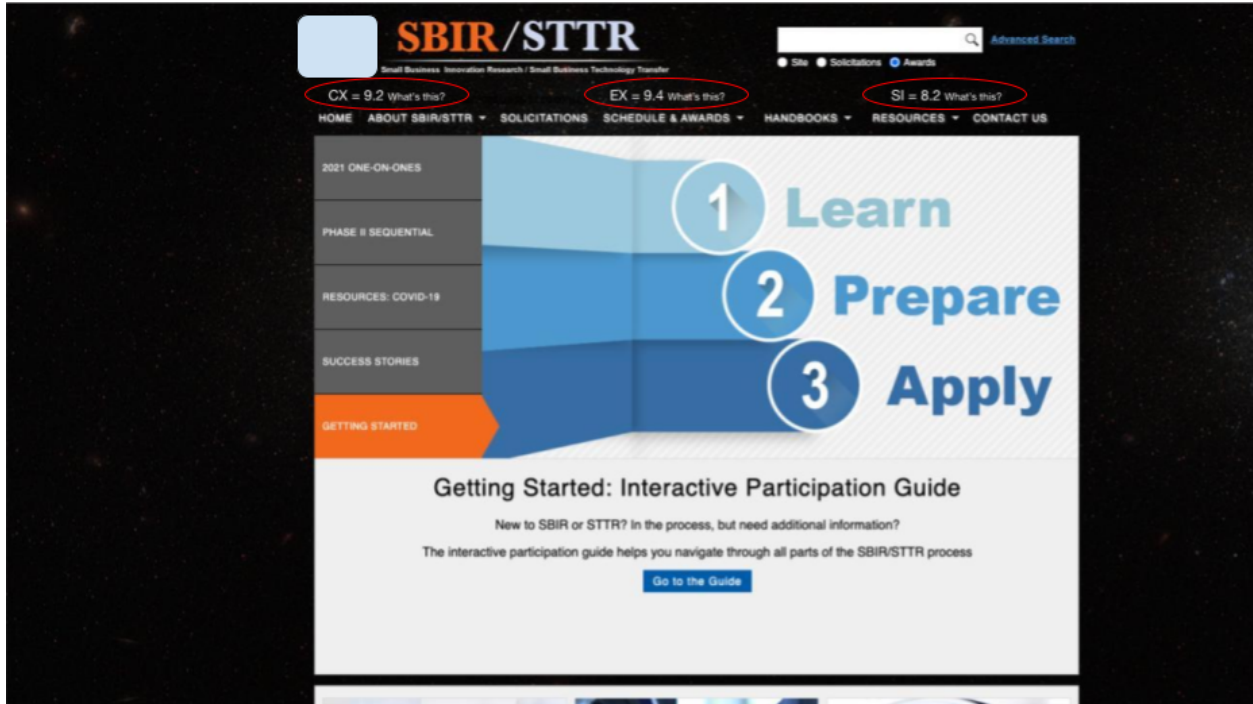 SBIR/STTR
Small Business Innovation Research / Small Business Technology Transfer
Advanced Search
Site Solicitations Awards
CX = 9.2 What's this? EX = 9.4 What's this? SI = 8.2 What's this?
HOME ABOUT SBIR/STTR SOLICITATIONS SCHEDULE & AWARDS HANDBOOKS RESOURCES CONTACT US
2021 ONE-ON-ONES
PHASE II SEQUENTIAL
RESOURCES: COVID-19
SUCCESS STORIES
GETTING STARTED
1 Learn
2 Prepare
3 Apply
Getting Started: Interactive Participation Guide
New to SBIR or STTR? In the process, but need additional information?
The interactive participation guide helps you navigate through all parts of the SBIR/STTR process
Go to the Guide